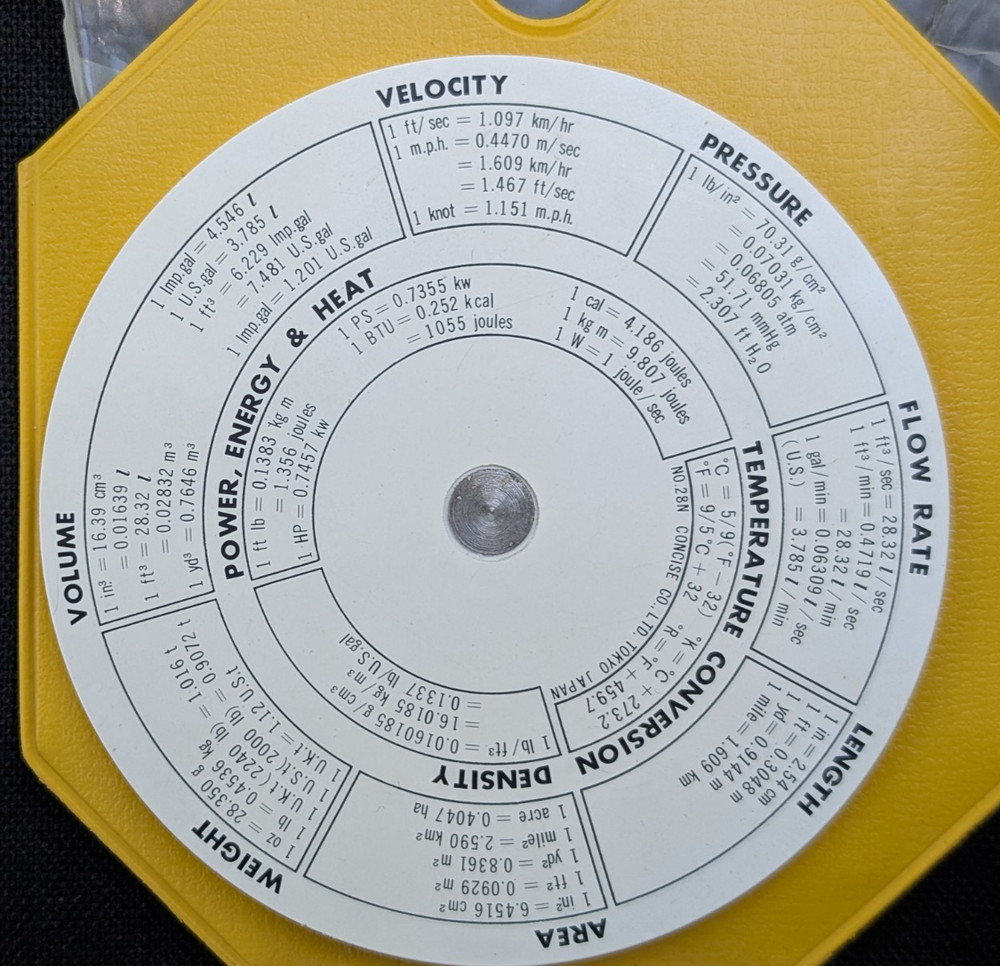 VELOCITY
1 ft/sec = 1.097 km/hr
1 m.p.h. = 0.4470 m/sec
= 1.609 km/hr
= 1.467 ft/sec
1 knot = 1.151 m.p.h.
PRESSURE
1 lb/in² = 70.31 g/cm²
= 0.07031 kg/cm²
= 0.06805 atm
= 51.71 mmHg
= 2.307 ft H₂O
FLOW RATE
1 ft³/sec = 28.32 l/sec
1 ft³/min = 0.4719 l/sec
= 28.32 l/min
1 gal/min = 0.06309 l/sec
(U.S.) = 3.785 l/min
LENGTH
1 in = 2.54 cm
1 ft = 0.3048 m
1 yd = 0.9144 m
1 mile = 1.609 km
AREA
1 in² = 6.4516 cm²
1 ft² = 0.0929 m²
1 yd² = 0.8361 m²
1 mile² = 2.590 km²
1 acre = 0.4047 ha
WEIGHT
1 oz = 28.350 g
1 lb = 0.4536 kg
1 U.K.t (2240 lb) = 1.016 t
1 U.S.t (2000 lb) = 0.9072 t
1 U.K.t = 1.12 U.S.t
VOLUME
1 in³ = 16.39 cm³
= 0.01639 l
1 ft³ = 28.32 l
= 0.02832 m³
1 yd³ = 0.7646 m³
1 Imp.gal = 4.546 l
1 U.S.gal = 3.785 l
1 ft³ = 6.229 Imp.gal
= 7.481 U.S.gal
1 Imp.gal = 1.201 U.S.gal
POWER, ENERGY & HEAT
1 ft lb = 0.1383 kg m
= 1.356 joules
1 HP = 0.7457 kw
1 PS = 0.7355 kw
1 BTU = 0.252 kcal
= 1055 joules
1 cal = 4.186 joules
1 kg m = 9.807 joules
1 W = 1 joule/sec
TEMPERATURE CONVERSION
°C = 5/9(°F − 32) °K = °C + 273.2
°F = 9/5°C + 32 °R = °F + 459.7
DENSITY
1 lb/ft³ = 0.0160185 g/cm³
= 16.0185 kg/m³
= 0.1337 lb/U.S.gal
NO.28N CONCISE CO., LTD. TOKYO JAPAN